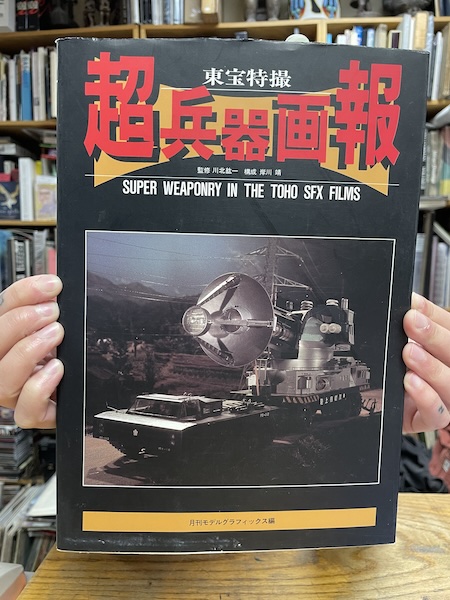 東宝特撮
超兵器画報
監修 川北紘一　構成 岸川 靖
SUPER WEAPONRY IN THE TOHO SFX FILMS
月刊モデルグラフィックス編